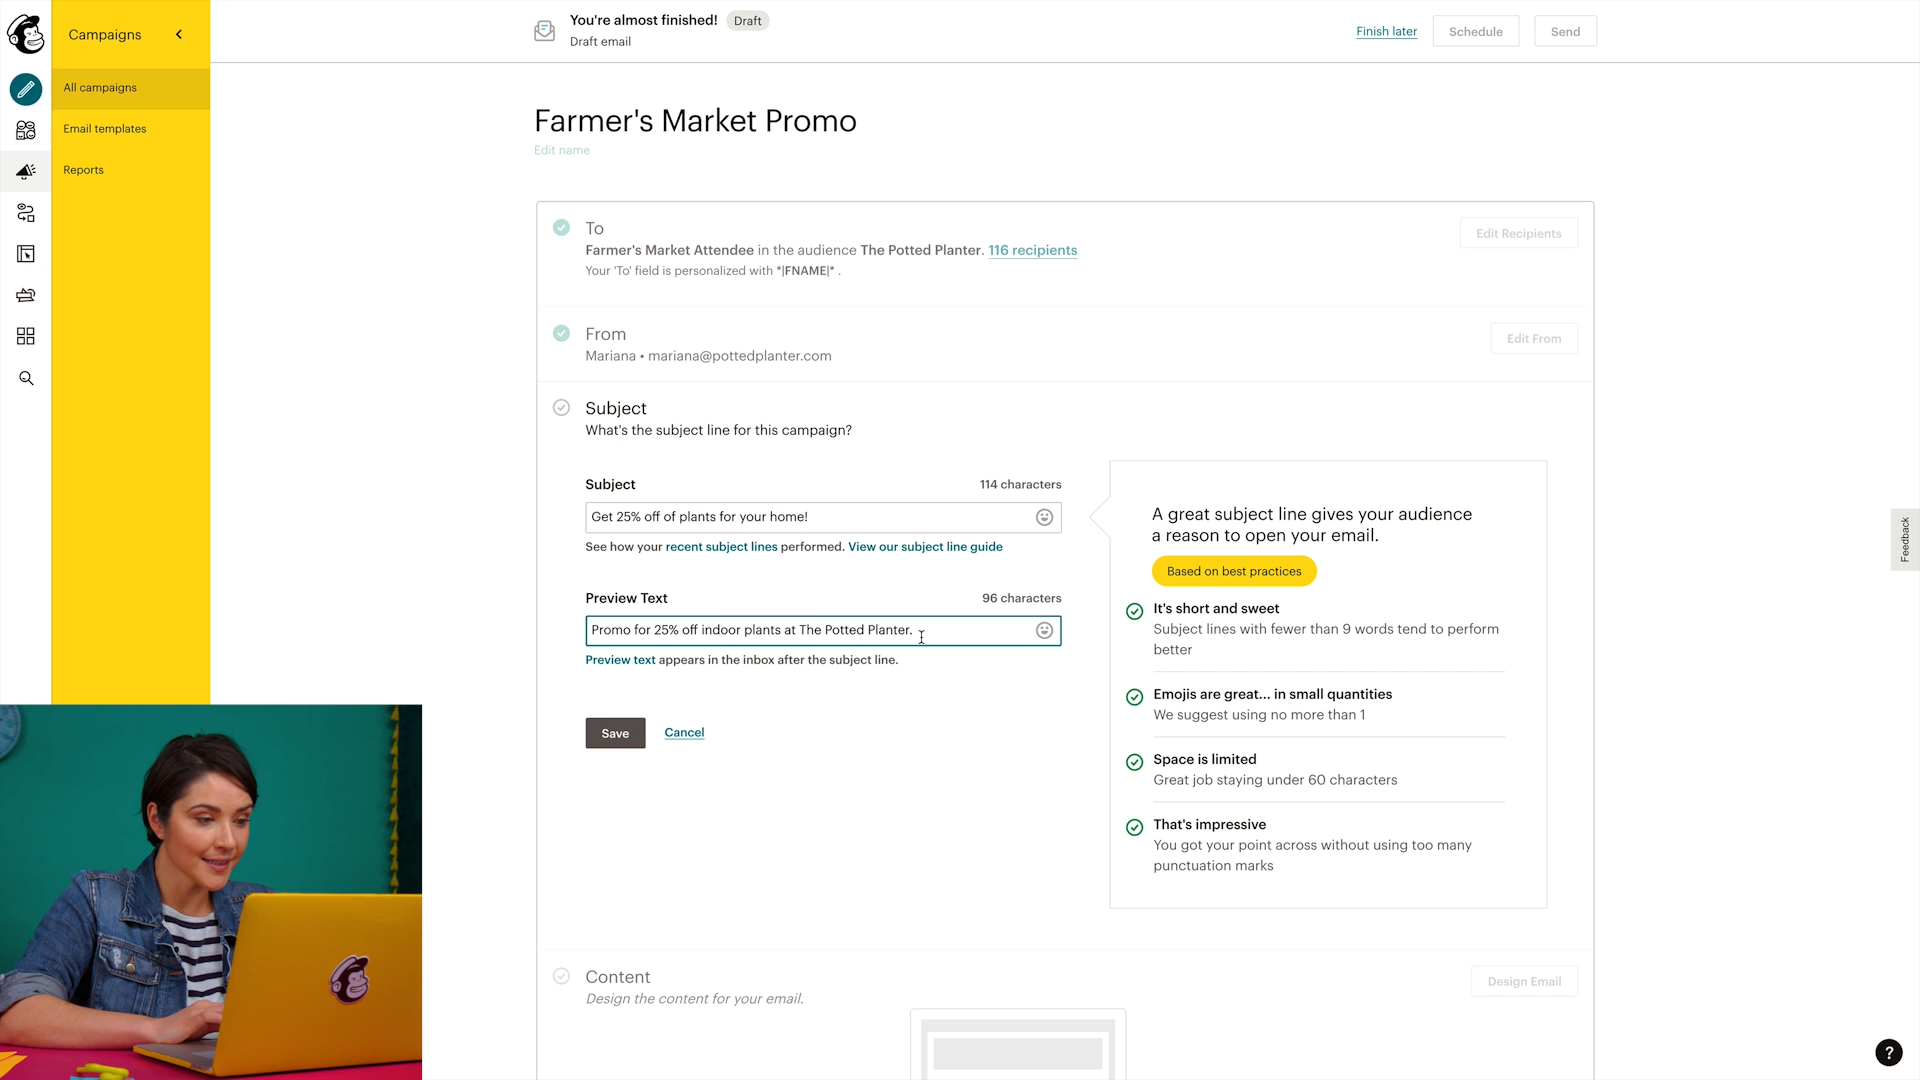 Campaigns
All campaigns
Email templates
Reports
You're almost finished! Draft
Draft email
Finish later
Schedule
Send
Farmer's Market Promo
Edit name
To
Farmer's Market Attendee in the audience The Potted Planter. 116 recipients
Your 'To' field is personalized with *|FNAME|* .
Edit Recipients
From
Mariana • mariana@pottedplanter.com
Edit From
Subject
What's the subject line for this campaign?
Subject
114 characters
Get 25% off of plants for your home!
See how your recent subject lines performed. View our subject line guide
Preview Text
96 characters
Promo for 25% off indoor plants at The Potted Planter.
Preview text appears in the inbox after the subject line.
Save
Cancel
A great subject line gives your audience
a reason to open your email.
Based on best practices
It's short and sweet
Subject lines with fewer than 9 words tend to perform
better
Emojis are great... in small quantities
We suggest using no more than 1
Space is limited
Great job staying under 60 characters
That's impressive
You got your point across without using too many
punctuation marks
Content
Design the content for your email.
Design Email
Feedback
?